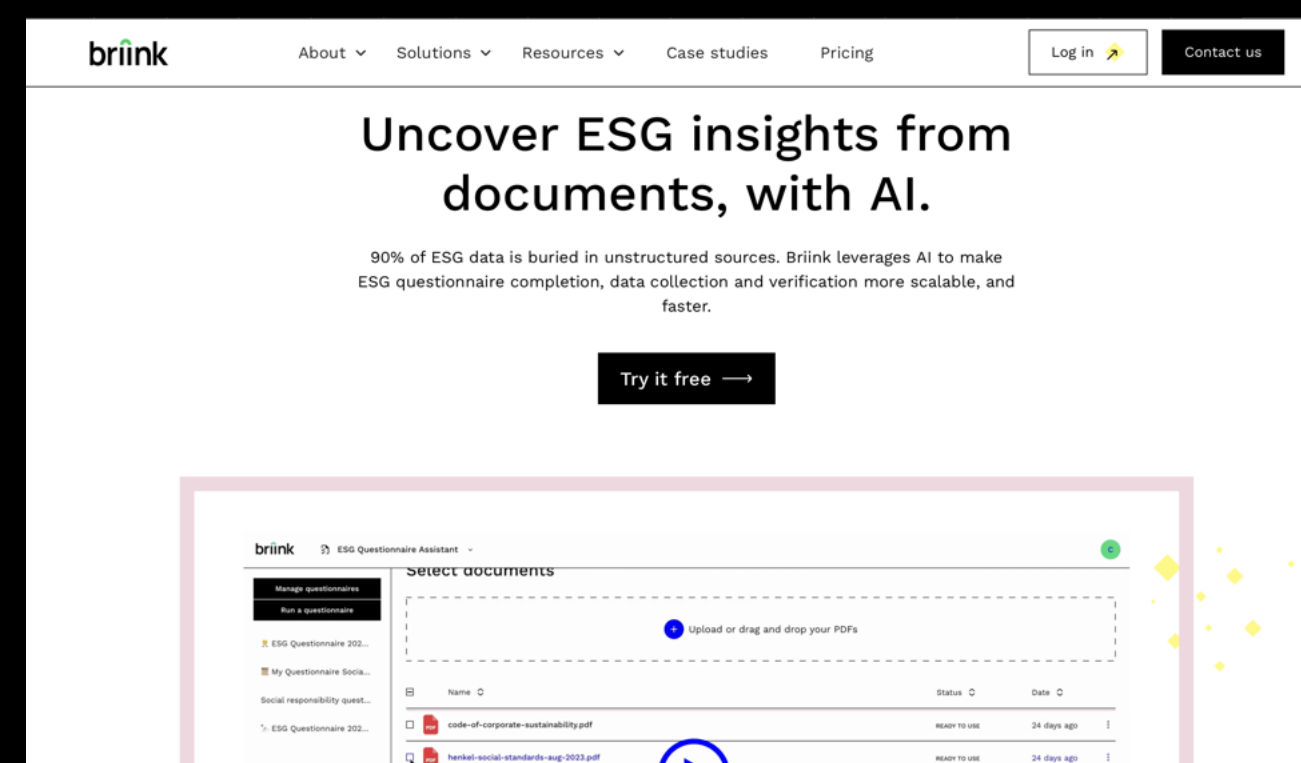 briink
About
Solutions
Resources
Case studies
Pricing
Log in
Contact us
Uncover ESG insights from
documents, with AI.
90% of ESG data is buried in unstructured sources. Briink leverages AI to make
ESG questionnaire completion, data collection and verification more scalable, and
faster.
Try it free
briink
ESG Questionnaire Assistant
C
Select documents
Manage questionnaires
Run a questionnaire
ESG Questionnaire 202...
My Questionnaire Socia...
Social responsibility quest...
ESG Questionnaire 202...
Upload or drag and drop your PDFs
Name
Status
Date
PDF
code-of-corporate-sustainability.pdf
READY TO USE
24 days ago
PDF
henkel-social-standards-aug-2023.pdf
READY TO USE
24 days ago